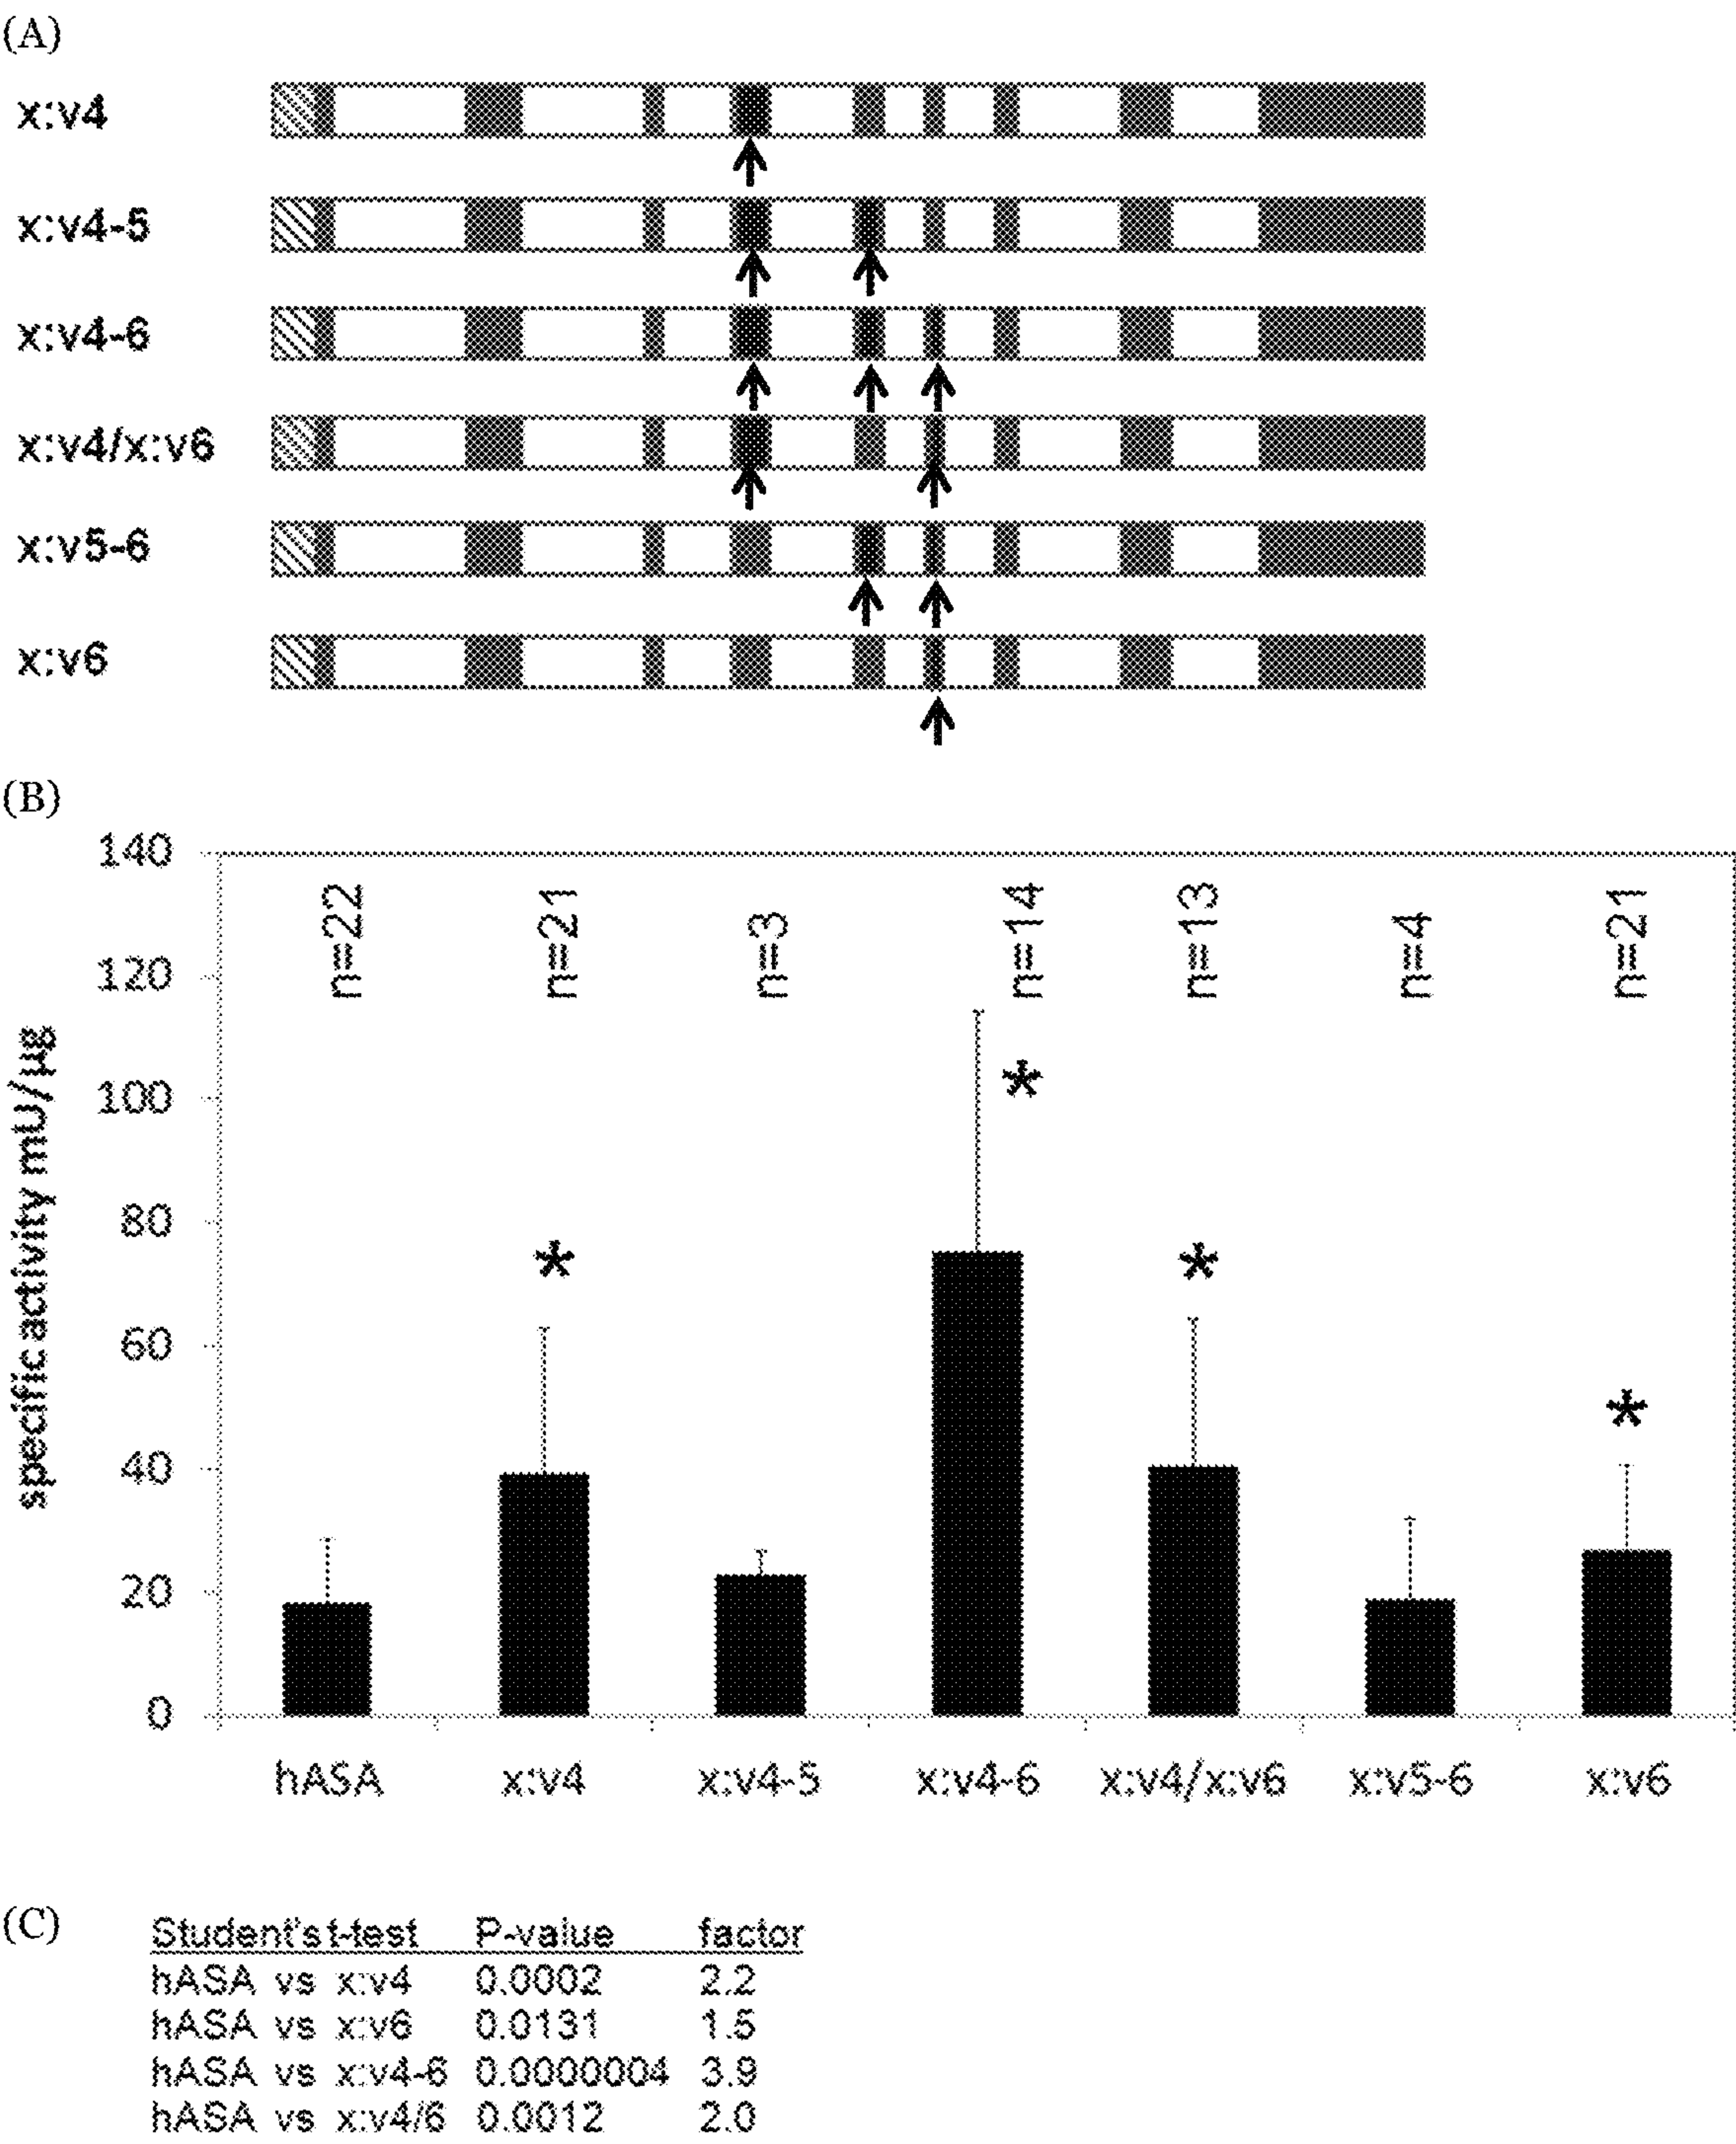 (A)
x:v4
x:v4-5
x:v4-6
x:v4/x:v6
x:v5-6
x:v6
(B)
specific activity mU/µg
140
120
100
80
60
40
20
0
n=22
n=21
n=3
n=14
n=13
n=4
n=21
*
*
*
*
hASA x:v4 x:v4-5 x:v4-6 x:v4/x:v6 x:v5-6 x:v6
(C)
Student's t-test P-value factor
hASA vs x:v4 0.0002 2.2
hASA vs x:v6 0.0131 1.5
hASA vs x:v4-6 0.0000004 3.9
hASA vs x:v4/6 0.0012 2.0